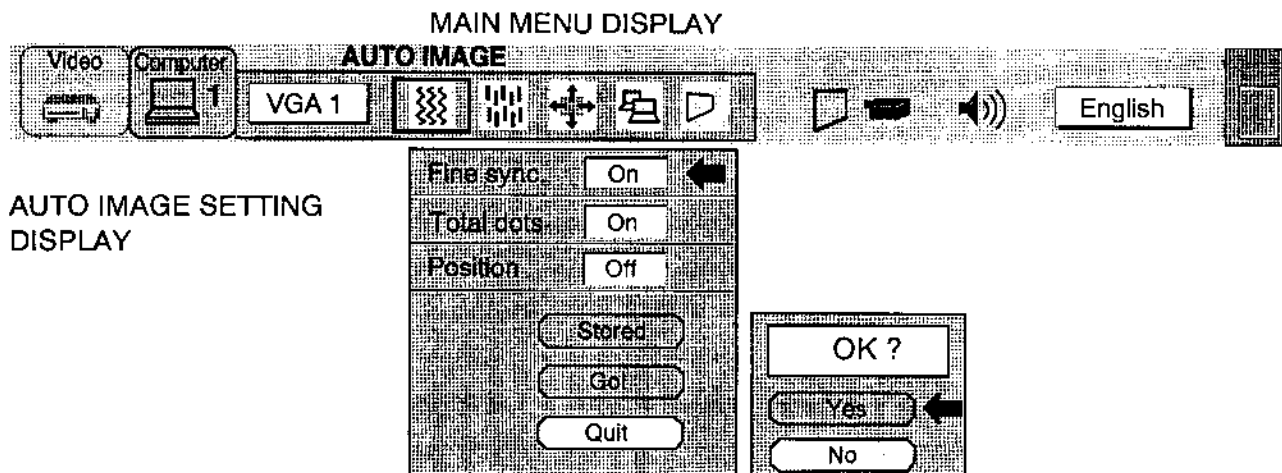 MAIN MENU DISPLAY
AUTO IMAGE
Video
Computer
1
VGA 1
English
AUTO IMAGE SETTING
DISPLAY
Fine sync. On
Total dots On
Position Off
Stored
Go!
Quit
OK ?
Yes
No